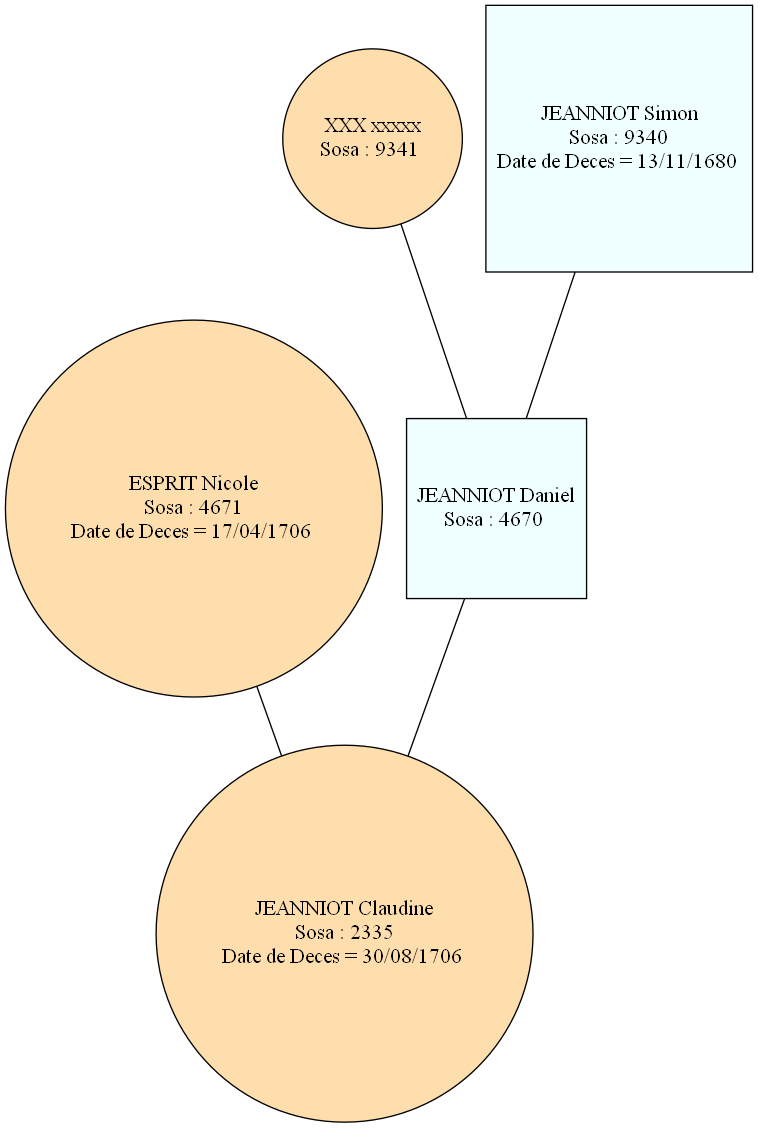 XXX xxxxx
Sosa : 9341
JEANNIOT Simon
Sosa : 9340
Date de Deces = 13/11/1680
ESPRIT Nicole
Sosa : 4671
Date de Deces = 17/04/1706
JEANNIOT Daniel
Sosa : 4670
JEANNIOT Claudine
Sosa : 2335
Date de Deces = 30/08/1706